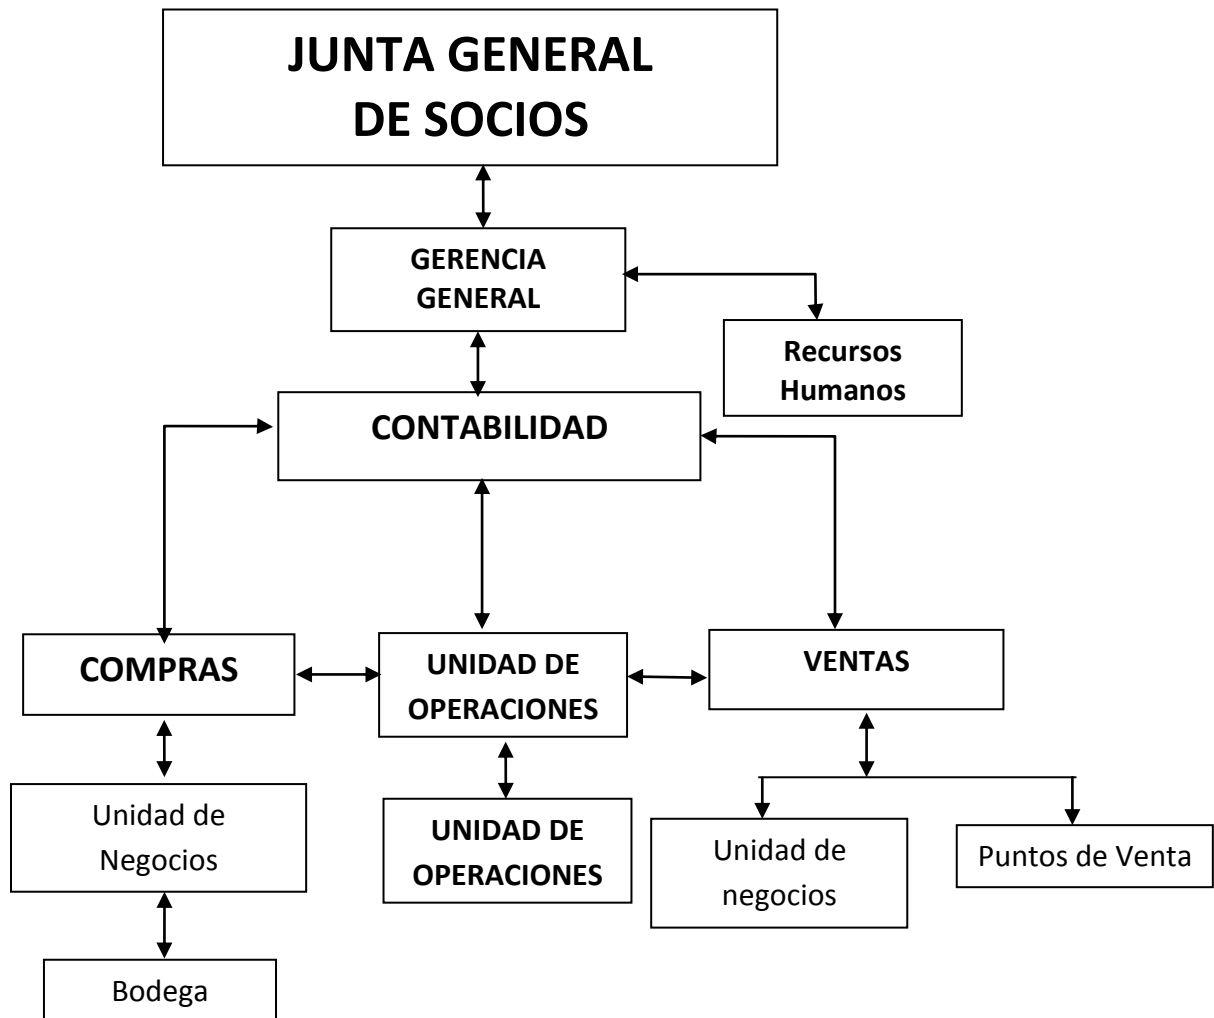 JUNTA GENERAL
DE SOCIOS
GERENCIA
GENERAL
Recursos
Humanos
CONTABILIDAD
COMPRAS
UNIDAD DE
OPERACIONES
VENTAS
Unidad de
Negocios
UNIDAD DE
OPERACIONES
Unidad de
negocios
Puntos de Venta
Bodega